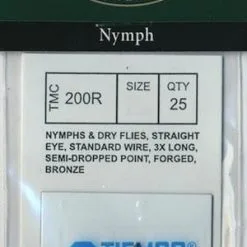 Nymph
TMC 200R SIZE QTY 25
NYMPHS & DRY FLIES, STRAIGHT
EYE, STANDARD WIRE, 3X LONG,
SEMI-DROPPED POINT, FORGED,
BRONZE